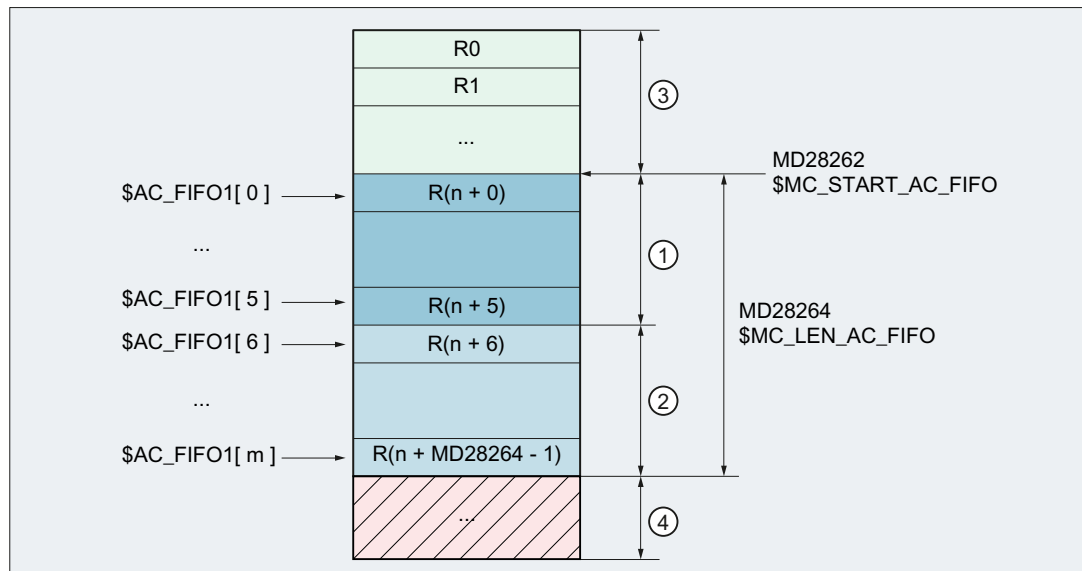 R0
R1
...
③
MD28262
$MC_START_AC_FIFO
$AC_FIFO1[ 0 ]
R(n + 0)
...
①
$AC_FIFO1[ 5 ]
R(n + 5)
MD28264
$MC_LEN_AC_FIFO
$AC_FIFO1[ 6 ]
R(n + 6)
...
②
$AC_FIFO1[ m ]
R(n + MD28264 - 1)
...
④